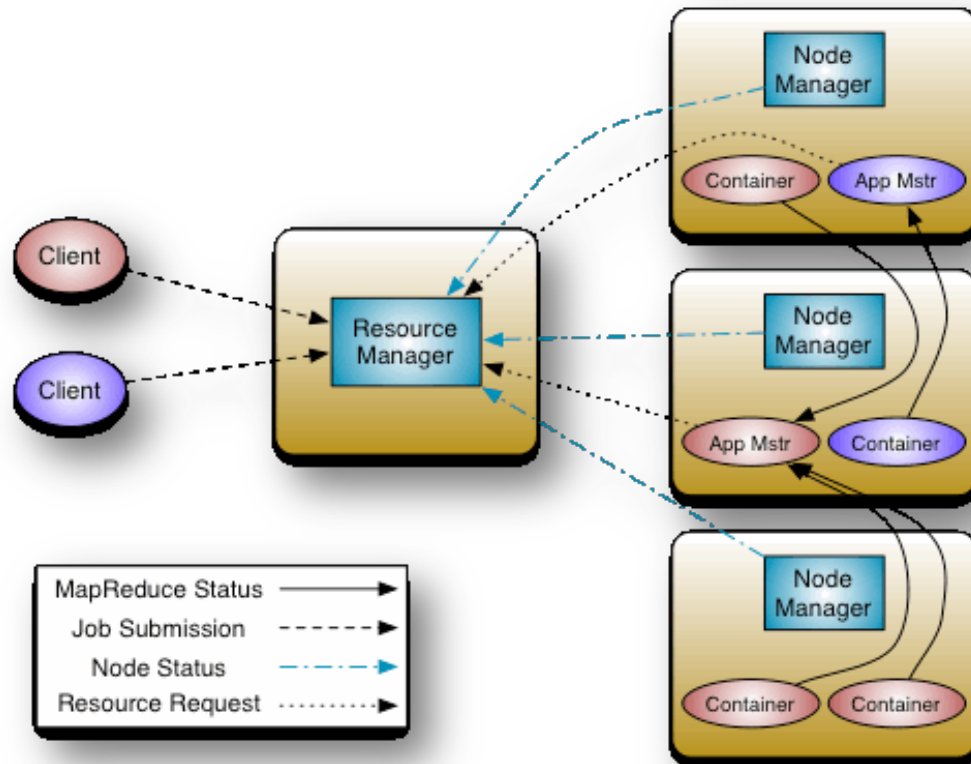 Node
Manager
Container
App Mstr
Client
Client
Resource
Manager
Node
Manager
App Mstr
Container
Node
Manager
Container
Container
MapReduce Status
Job Submission
Node Status
Resource Request